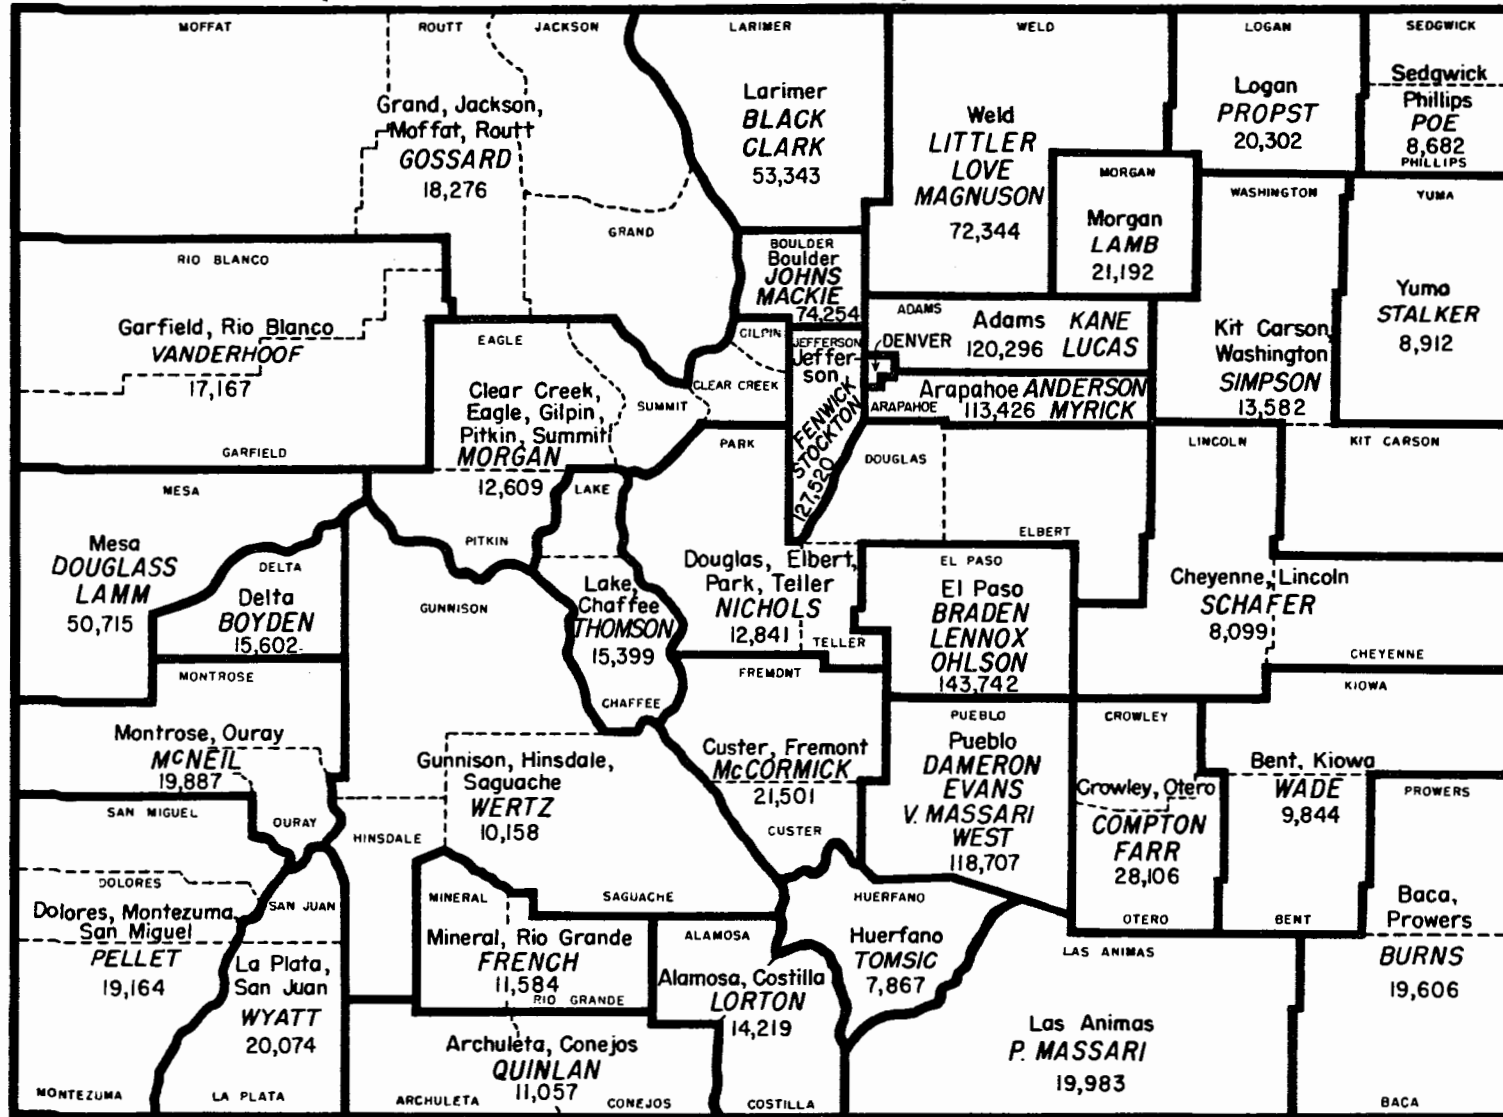 MOFFAT
ROUTT
JACKSON
LARIMER
WELD
LOGAN
SEDGWICK
Grand, Jackson,
Moffat, Routt
GOSSARD
18,276
Larimer
BLACK
CLARK
53,343
Weld
LITTLER
LOVE
MAGNUSON
72,344
Logan
PROPST
20,302
Sedgwick
Phillips
POE
8,682
PHILLIPS
MORGAN
Morgan
LAMB
21,192
WASHINGTON
YUMA
GRAND
RIO BLANCO
Garfield, Rio Blanco
VANDERHOOF
17,167
GARFIELD
BOULDER
Boulder
JOHNS
MACKIE
74,254
ADAMS
Adams KANE
120,296 LUCAS
DENVER
Kit Carson,
Washington
SIMPSON
13,582
Yuma
STALKER
8,912
EAGLE
Clear Creek,
Eagle, Gilpin,
Pitkin, Summit
MORGAN
12,609
GILPIN
CLEAR CREEK
SUMMIT
JEFFERSON
Jeffer-
son
FENWICK
STOCKTON
127,520
Arapahoe ANDERSON
113,426 MYRICK
ARAPAHOE
LINCOLN
KIT CARSON
PARK
DOUGLAS
ELBERT
MESA
Mesa
DOUGLASS
LAMM
50,715
LAKE
PITKIN
DELTA
Delta
BOYDEN
15,602
GUNNISON
Lake,
Chaffee
THOMSON
15,399
CHAFFEE
Douglas, Elbert,
Park, Teller
NICHOLS
12,841
TELLER
EL PASO
El Paso
BRADEN
LENNOX
OHLSON
143,742
Cheyenne, Lincoln
SCHAFER
8,099
CHEYENNE
KIOWA
MONTROSE
Montrose, Ouray
McNEIL
19,887
FREMONT
Custer, Fremont
McCORMICK
21,501
CUSTER
PUEBLO
Pueblo
DAMERON
EVANS
V. MASSARI
WEST
118,707
CROWLEY
Crowley, Otero
COMPTON
FARR
28,106
OTERO
Bent, Kiowa
WADE
9,844
BENT
PROWERS
Gunnison, Hinsdale,
Saguache
WERTZ
10,158
SAN MIGUEL
OURAY
HINSDALE
SAGUACHE
DOLORES
Dolores, Montezuma,
San Miguel
PELLET
19,164
MONTEZUMA
SAN JUAN
La Plata,
San Juan
WYATT
20,074
LA PLATA
MINERAL
Mineral, Rio Grande
FRENCH
11,584
RIO GRANDE
ALAMOSA
Alamosa, Costilla
LORTON
14,219
HUERFANO
Huerfano
TOMSIC
7,867
LAS ANIMAS
Las Animas
P. MASSARI
19,983
Baca,
Prowers
BURNS
19,606
BACA
Archuleta, Conejos
QUINLAN
11,057
ARCHULETA
CONEJOS
COSTILLA